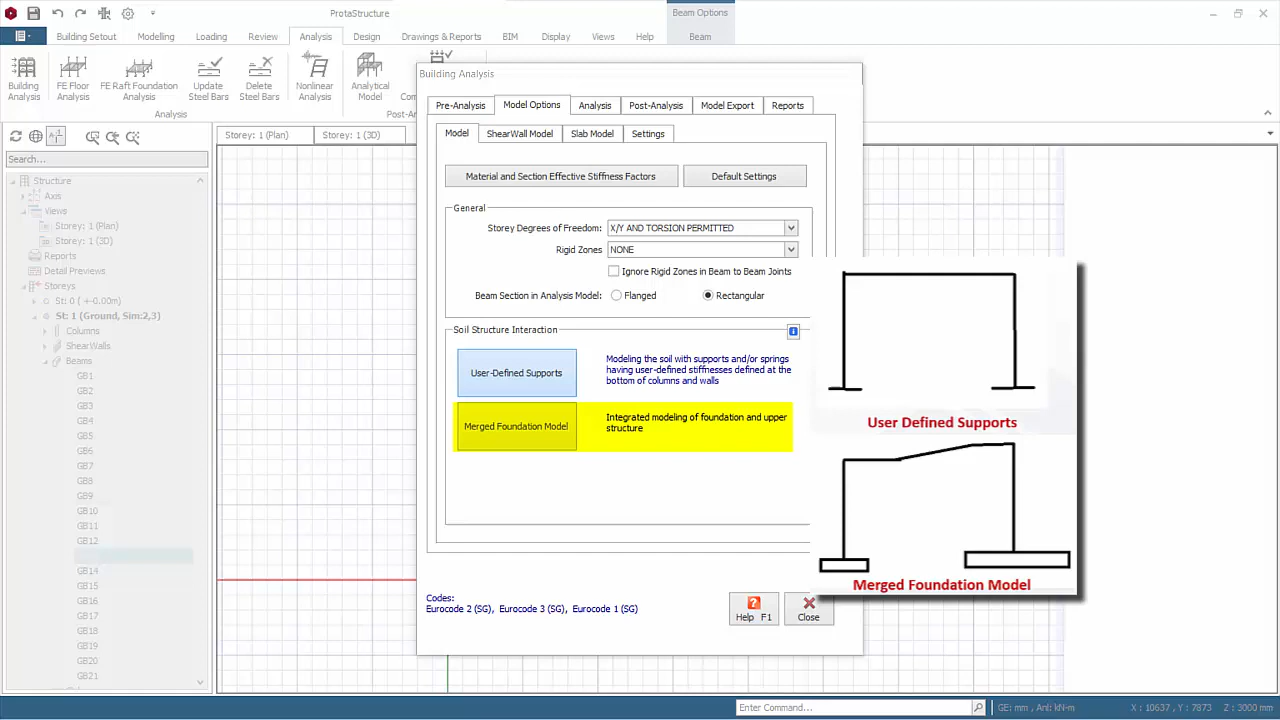 ProtaStructure
Beam Options
Building Setout
Modelling
Loading
Review
Analysis
Design
Drawings & Reports
BIM
Display
Views
Help
Beam
Building Analysis
FE Floor Analysis
FE Raft Foundation Analysis
Update Steel Bars
Delete Steel Bars
Nonlinear Analysis
Analytical Model
Analysis
Building Analysis
Pre-Analysis
Model Options
Analysis
Post-Analysis
Model Export
Reports
Storey: 1 (Plan)
Storey: 1 (3D)
Model
ShearWall Model
Slab Model
Settings
Search...
Structure
Axis
Views
Storey: 1 (Plan)
Storey: 1 (3D)
Reports
Detail Previews
Storeys
St: 0 ( +-0.00m)
St: 1 (Ground, Sim:2,3)
Columns
ShearWalls
Beams
GB1
GB2
GB3
GB4
GB5
GB6
GB7
GB8
GB9
GB10
GB11
GB12
GB14
GB15
GB16
GB17
GB18
GB19
GB20
GB21
Material and Section Effective Stiffness Factors
Default Settings
General
Storey Degrees of Freedom:
X/Y AND TORSION PERMITTED
Rigid Zones
NONE
Ignore Rigid Zones in Beam to Beam Joints
Beam Section in Analysis Model:
Flanged
Rectangular
Soil Structure Interaction
User-Defined Supports
Modeling the soil with supports and/or springs
having user-defined stiffnesses defined at the
bottom of columns and walls
Merged Foundation Model
Integrated modeling of foundation and upper
structure
User Defined Supports
Merged Foundation Model
Codes:
Eurocode 2 (SG), Eurocode 3 (SG), Eurocode 1 (SG)
Help F1
Close
Enter Command...
GE: mm, Anl: kN-m
X : 10637, Y : 7873
Z : 3000 mm